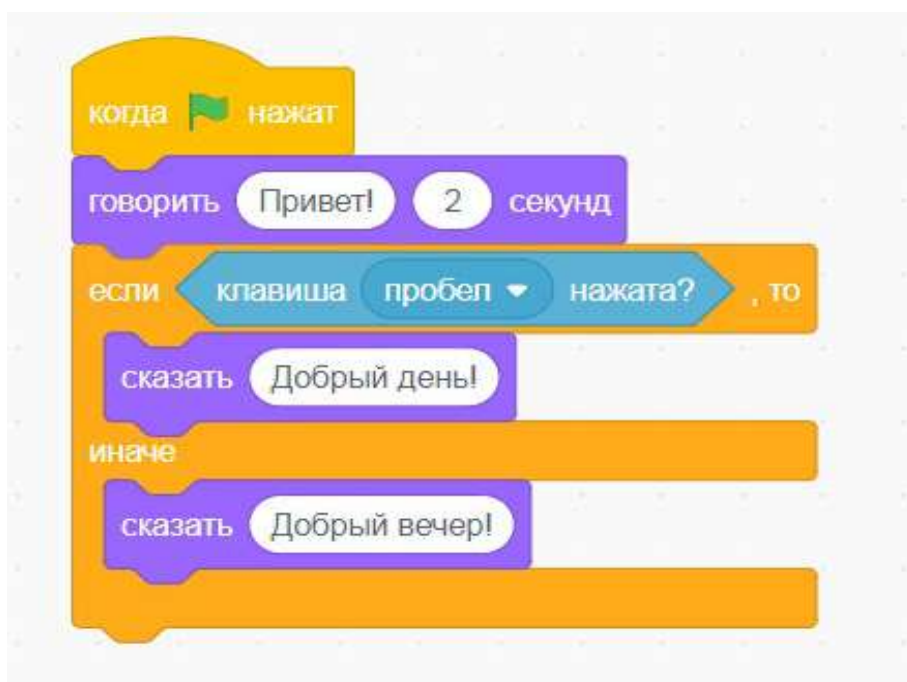 когда нажат
говорить Привет! 2 секунд
если клавиша пробел нажата? , то
сказать Добрый день!
иначе
сказать Добрый вечер!